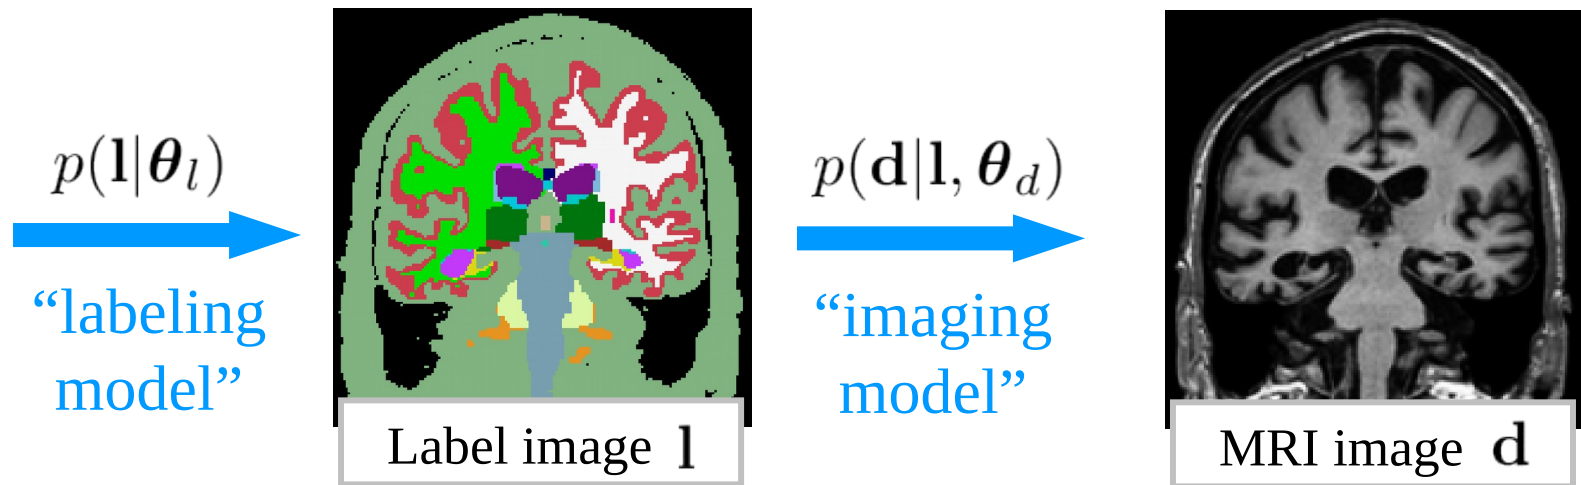 p(l|θ_l)
“labeling
model”
Label image l
p(d|l, θ_d)
“imaging
model”
MRI image d